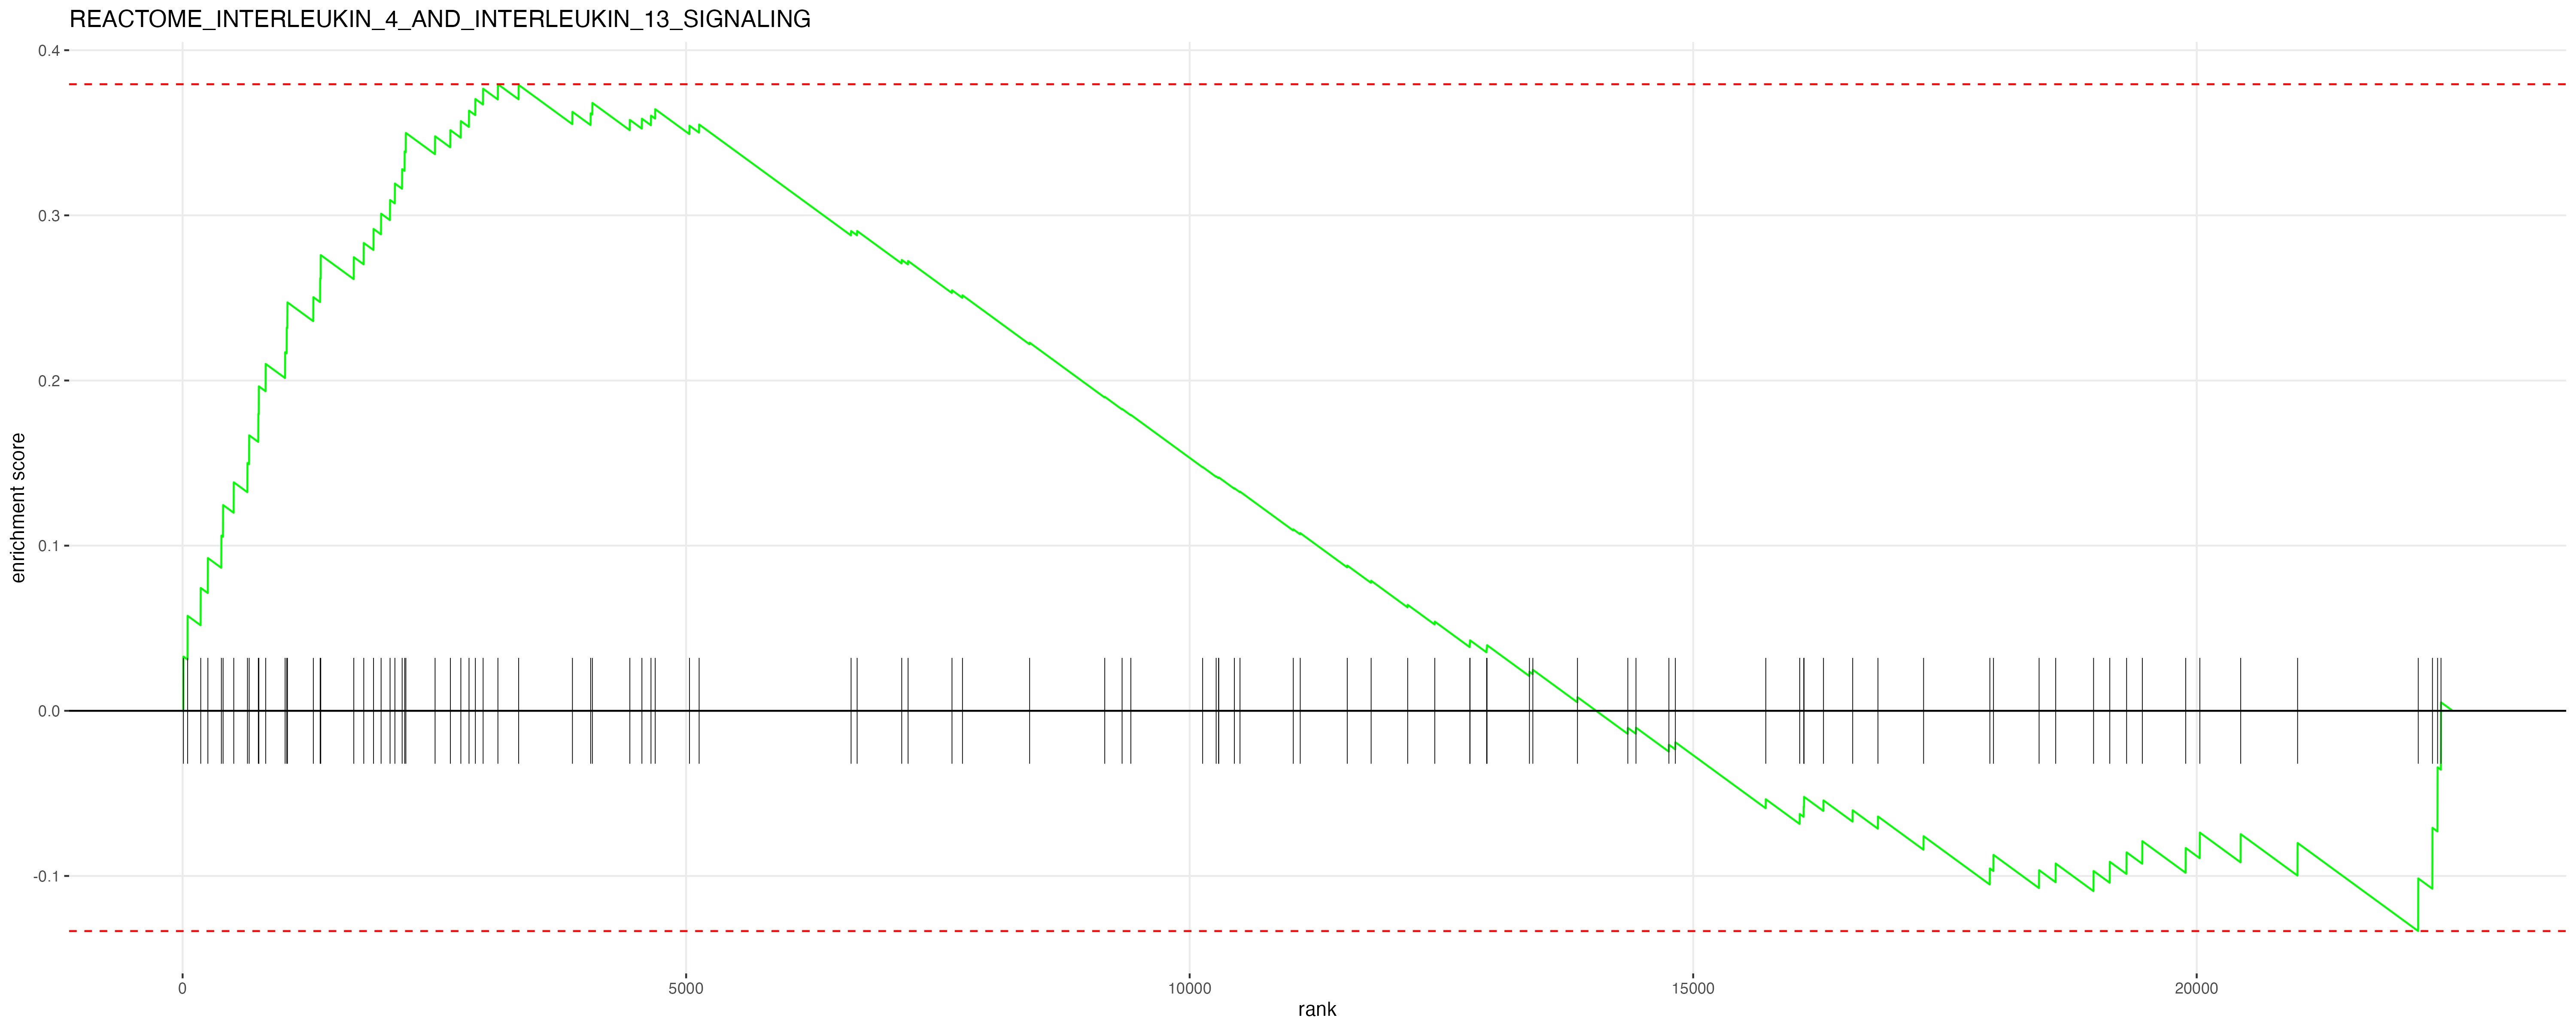 REACTOME_INTERLEUKIN_4_AND_INTERLEUKIN_13_SIGNALING
0.4
0.3
0.2
0.1
0.0
-0.1
enrichment score
0 5000 10000 15000 20000
rank